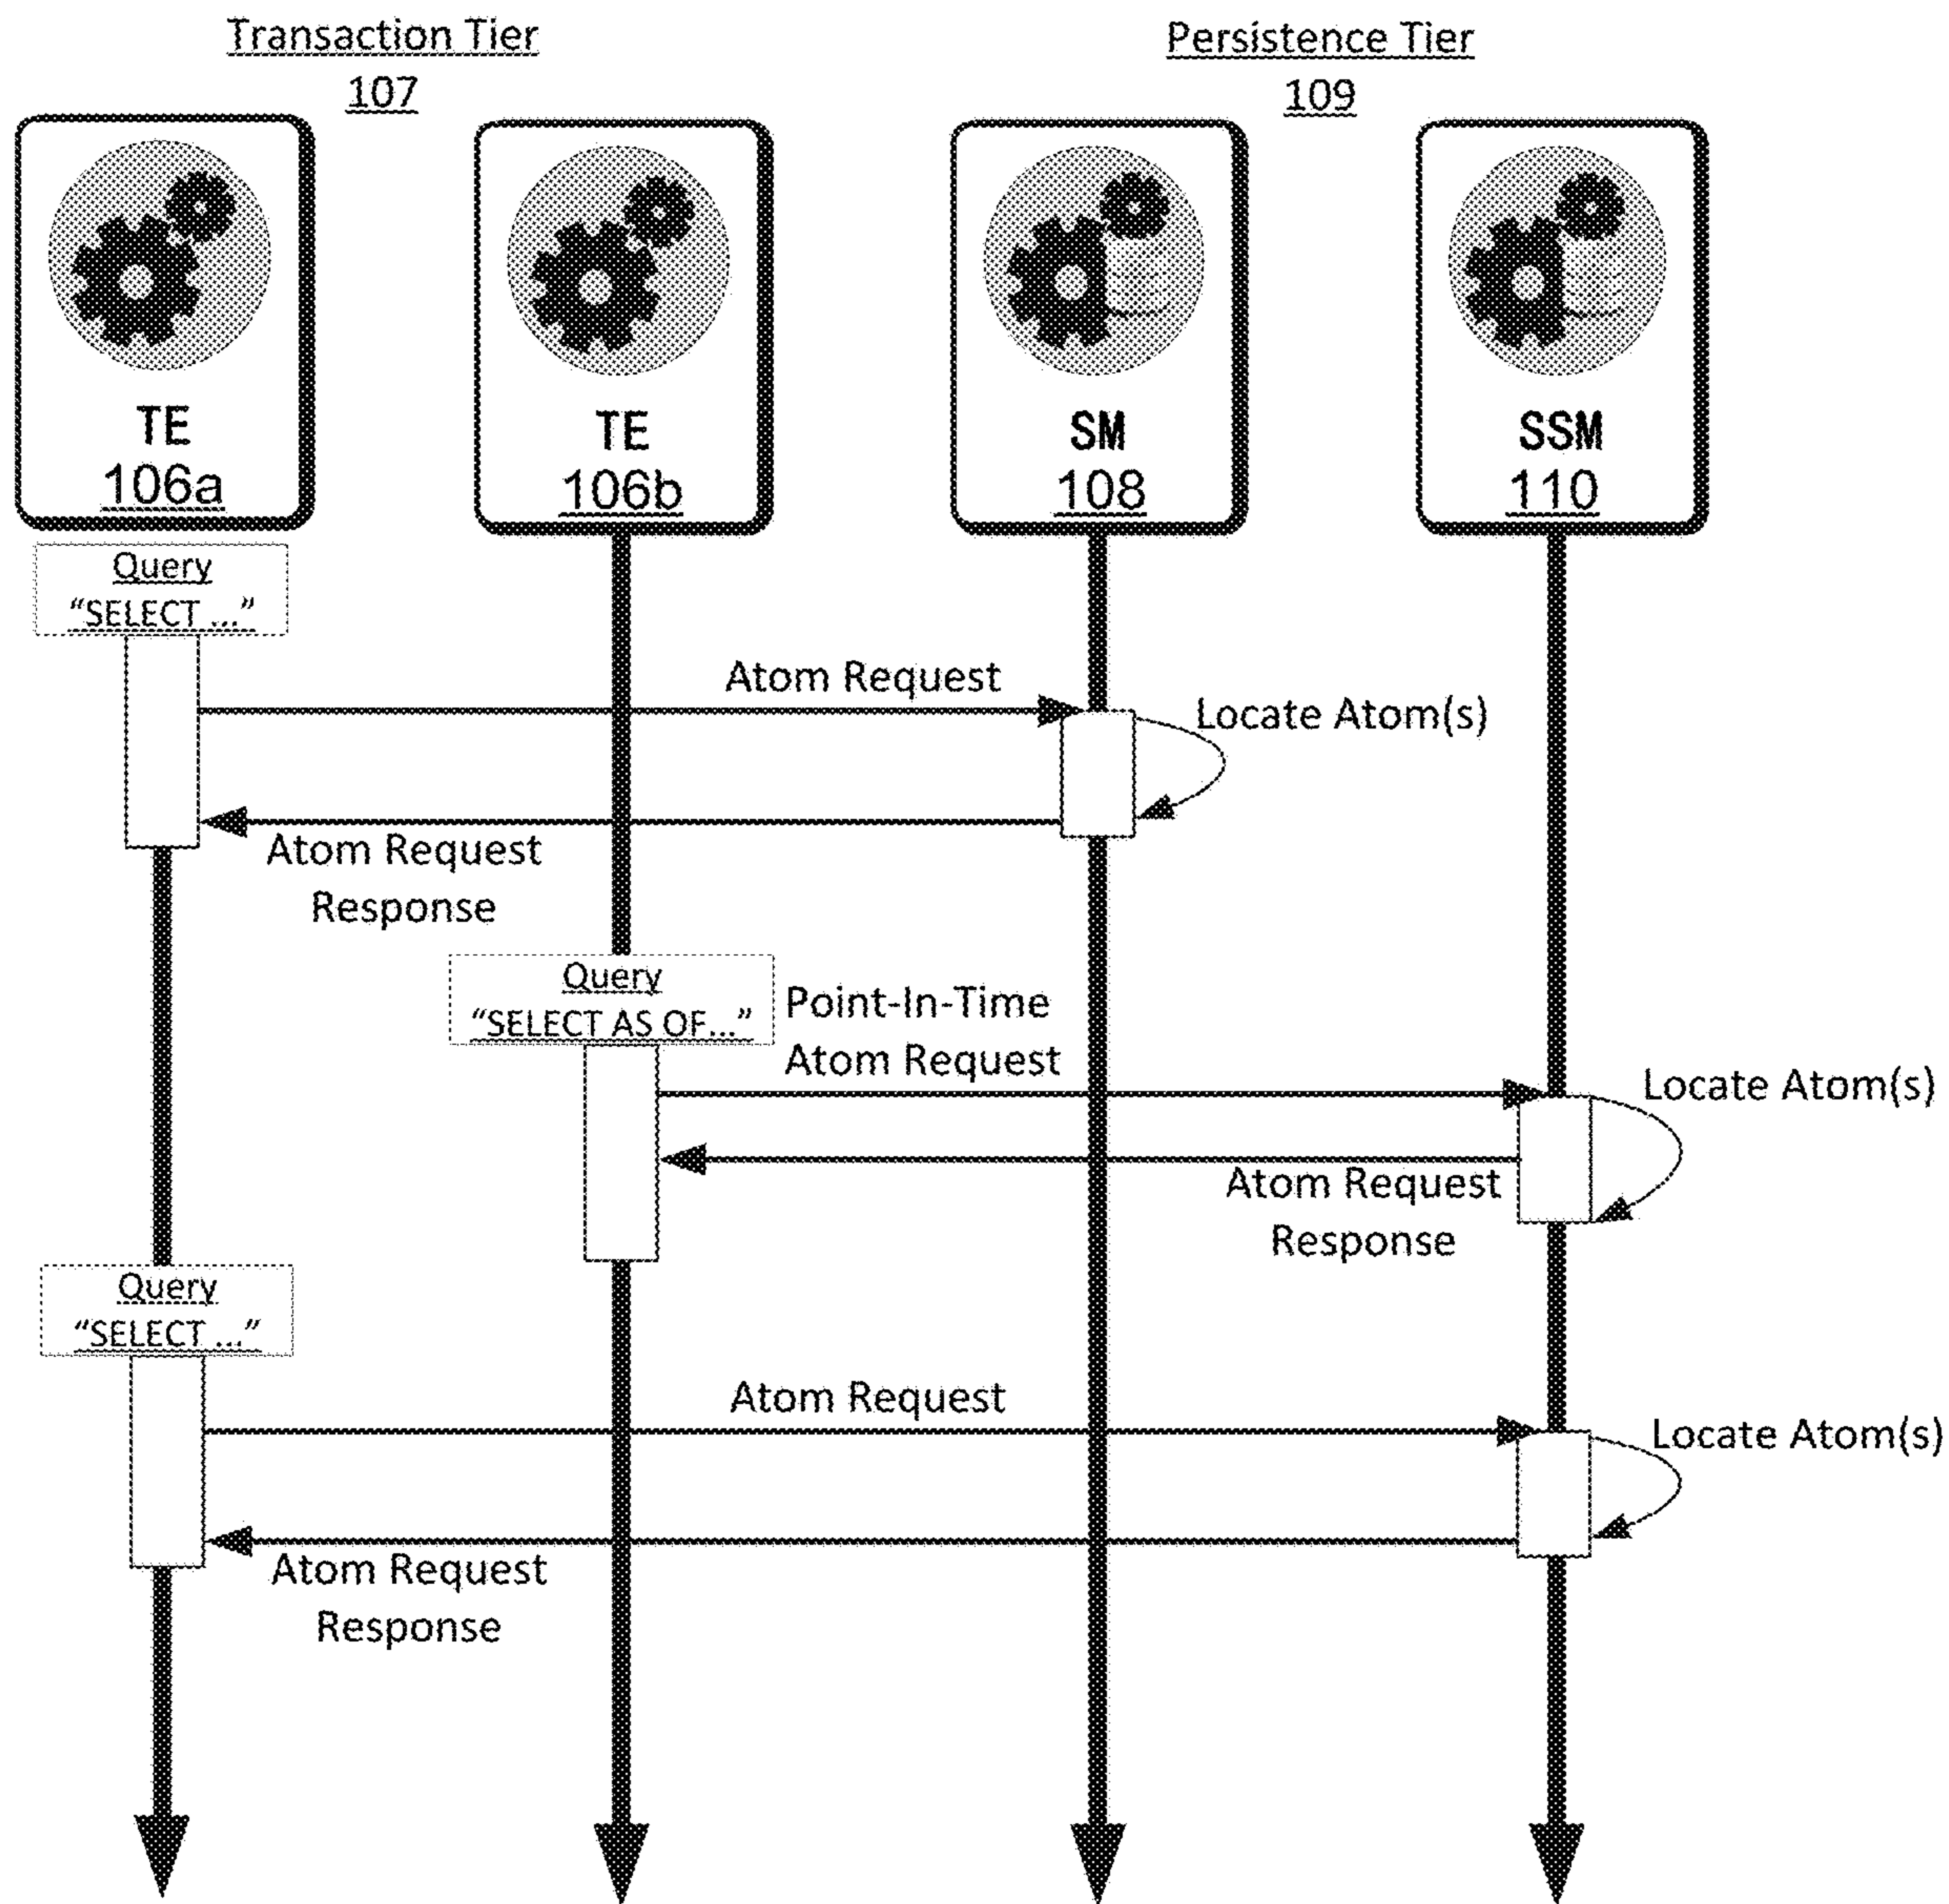 Transaction Tier
107
Persistence Tier
109
TE
106a
TE
106b
SM
108
SSM
110
Query
“SELECT ...”
Atom Request
Locate Atom(s)
Atom Request
Response
Query
“SELECT AS OF...”
Point-In-Time
Atom Request
Locate Atom(s)
Atom Request
Response
Query
“SELECT ...”
Atom Request
Locate Atom(s)
Atom Request
Response